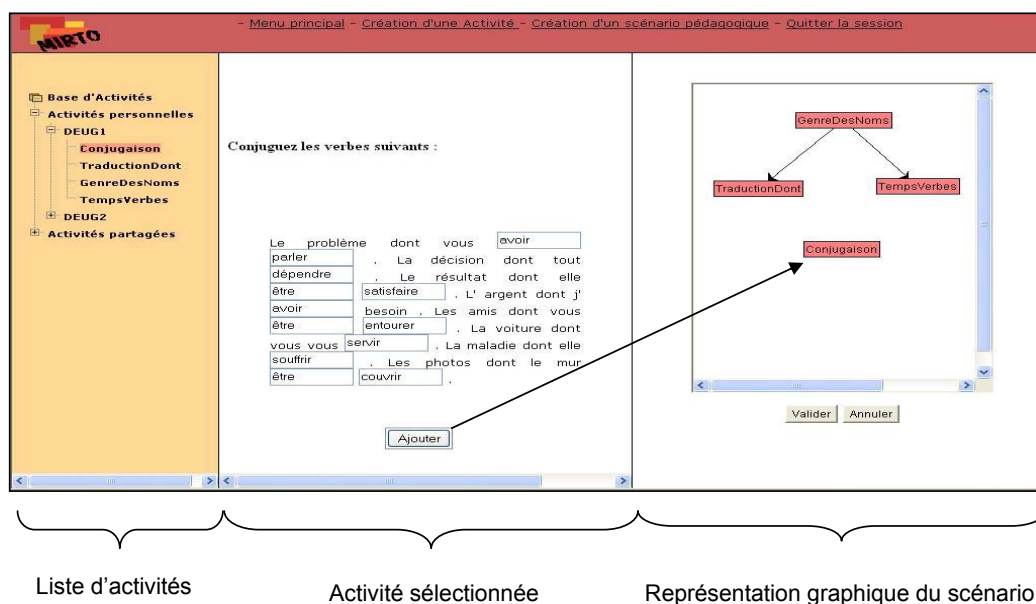 MIRTO
- Menu principal - Création d'une Activité - Création d'un scénario pédagogique - Quitter la session
Base d'Activités
Activités personnelles
DEUG1
Conjugaison
TraductionDont
GenreDesNoms
TempsVerbes
DEUG2
Activités partagées
Conjuguez les verbes suivants :
Le problème dont vous avoir
parler . La décision dont tout
dépendre . Le résultat dont elle
être satisfaire . L' argent dont j'
avoir besoin . Les amis dont vous
être entourer . La voiture dont
vous vous servir . La maladie dont elle
souffrir . Les photos dont le mur
être couvrir .
Ajouter
GenreDesNoms
TraductionDont TempsVerbes
Conjugaison
Valider Annuler
Liste d'activités Activité sélectionnée Représentation graphique du scénario